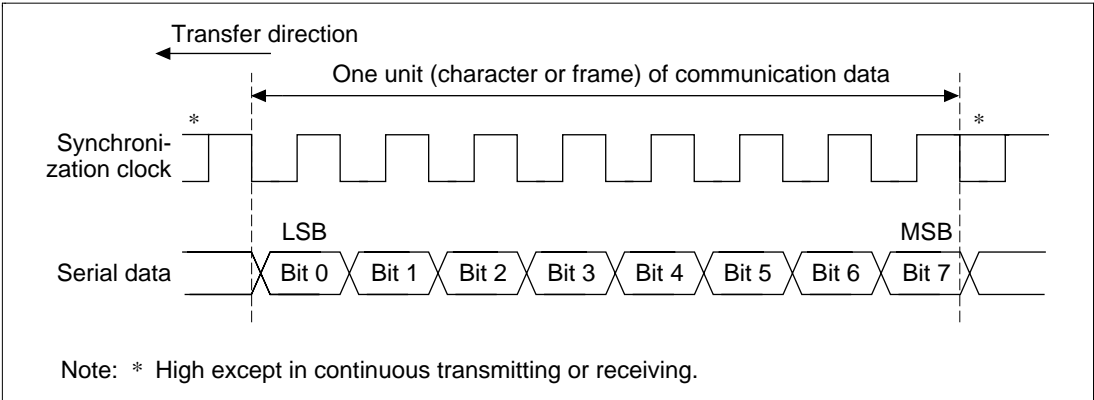 Transfer direction
One unit (character or frame) of communication data
* *
Synchroni-
zation clock
LSB MSB
Serial data Bit 0 Bit 1 Bit 2 Bit 3 Bit 4 Bit 5 Bit 6 Bit 7
Note: * High except in continuous transmitting or receiving.